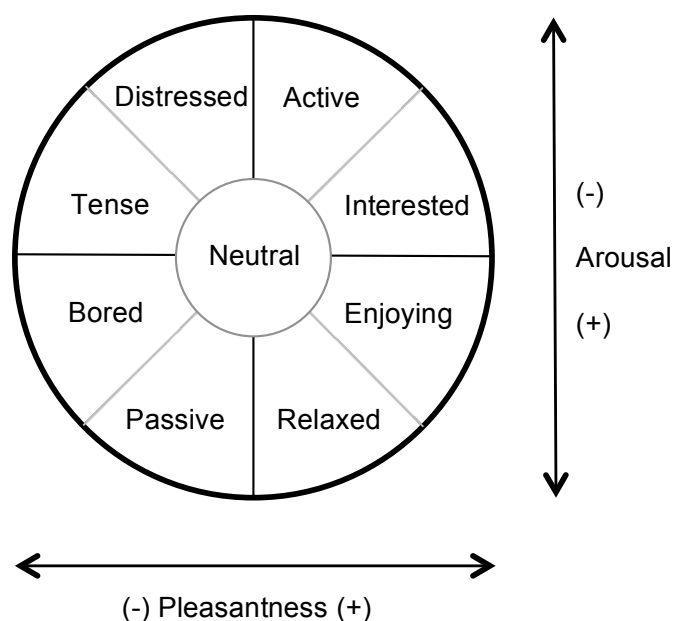 Distressed
Active
Tense
Interested
Neutral
Bored
Enjoying
Passive
Relaxed
(-)
Arousal
(+)
(-) Pleasantness (+)